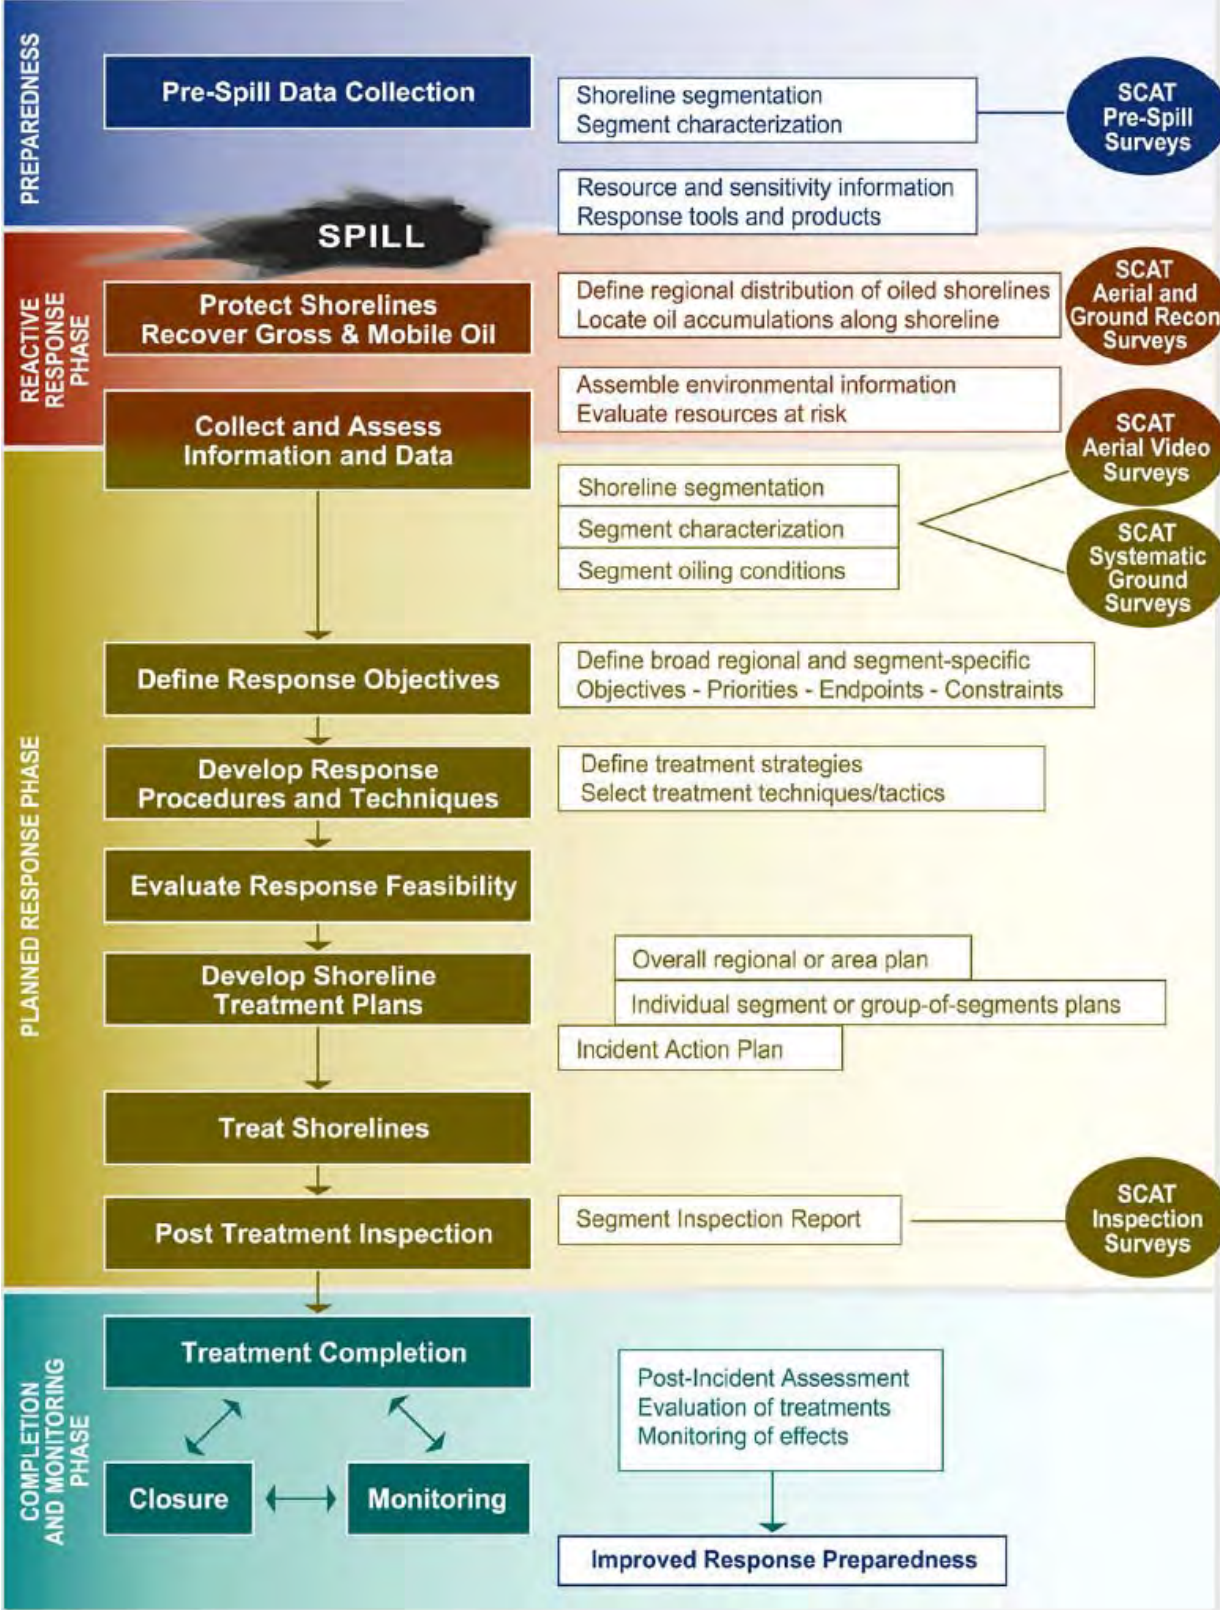 PREPAREDNESS
Pre-Spill Data Collection
Shoreline segmentation
Segment characterization
SCAT
Pre-Spill
Surveys
Resource and sensitivity information
Response tools and products
SPILL
REACTIVE
RESPONSE
PHASE
Protect Shorelines
Recover Gross & Mobile Oil
Define regional distribution of oiled shorelines
Locate oil accumulations along shoreline
SCAT
Aerial and
Ground Recon
Surveys
Assemble environmental information
Evaluate resources at risk
Collect and Assess
Information and Data
SCAT
Aerial Video
Surveys
Shoreline segmentation
Segment characterization
Segment oiling conditions
SCAT
Systematic
Ground
Surveys
PLANNED RESPONSE PHASE
Define Response Objectives
Define broad regional and segment-specific
Objectives - Priorities - Endpoints - Constraints
Develop Response
Procedures and Techniques
Define treatment strategies
Select treatment techniques/tactics
Evaluate Response Feasibility
Develop Shoreline
Treatment Plans
Overall regional or area plan
Individual segment or group-of-segments plans
Incident Action Plan
Treat Shorelines
Post Treatment Inspection
Segment Inspection Report
SCAT
Inspection
Surveys
COMPLETION
AND MONITORING
PHASE
Treatment Completion
Closure
Monitoring
Post-Incident Assessment
Evaluation of treatments
Monitoring of effects
Improved Response Preparedness